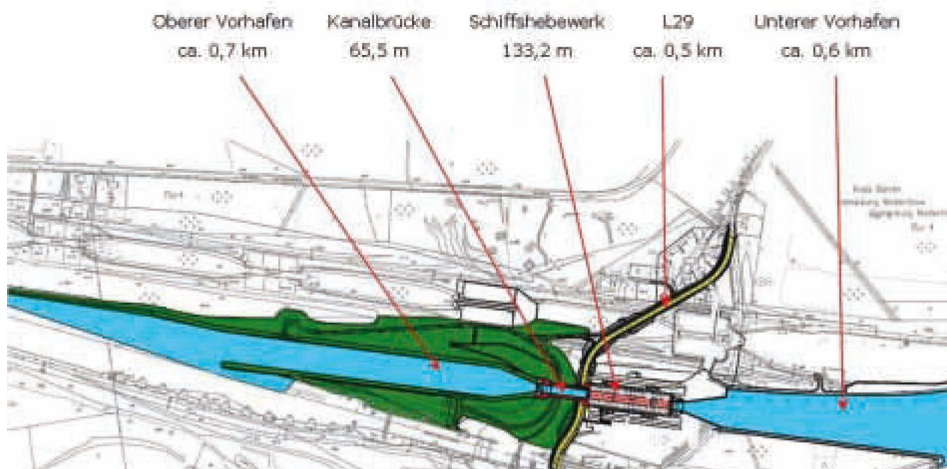 Oberer Vorhafen
ca. 0,7 km
Kanalbrücke
65,5 m
Schiffshebewerk
133,2 m
L29
ca. 0,5 km
Unterer Vorhafen
ca. 0,6 km